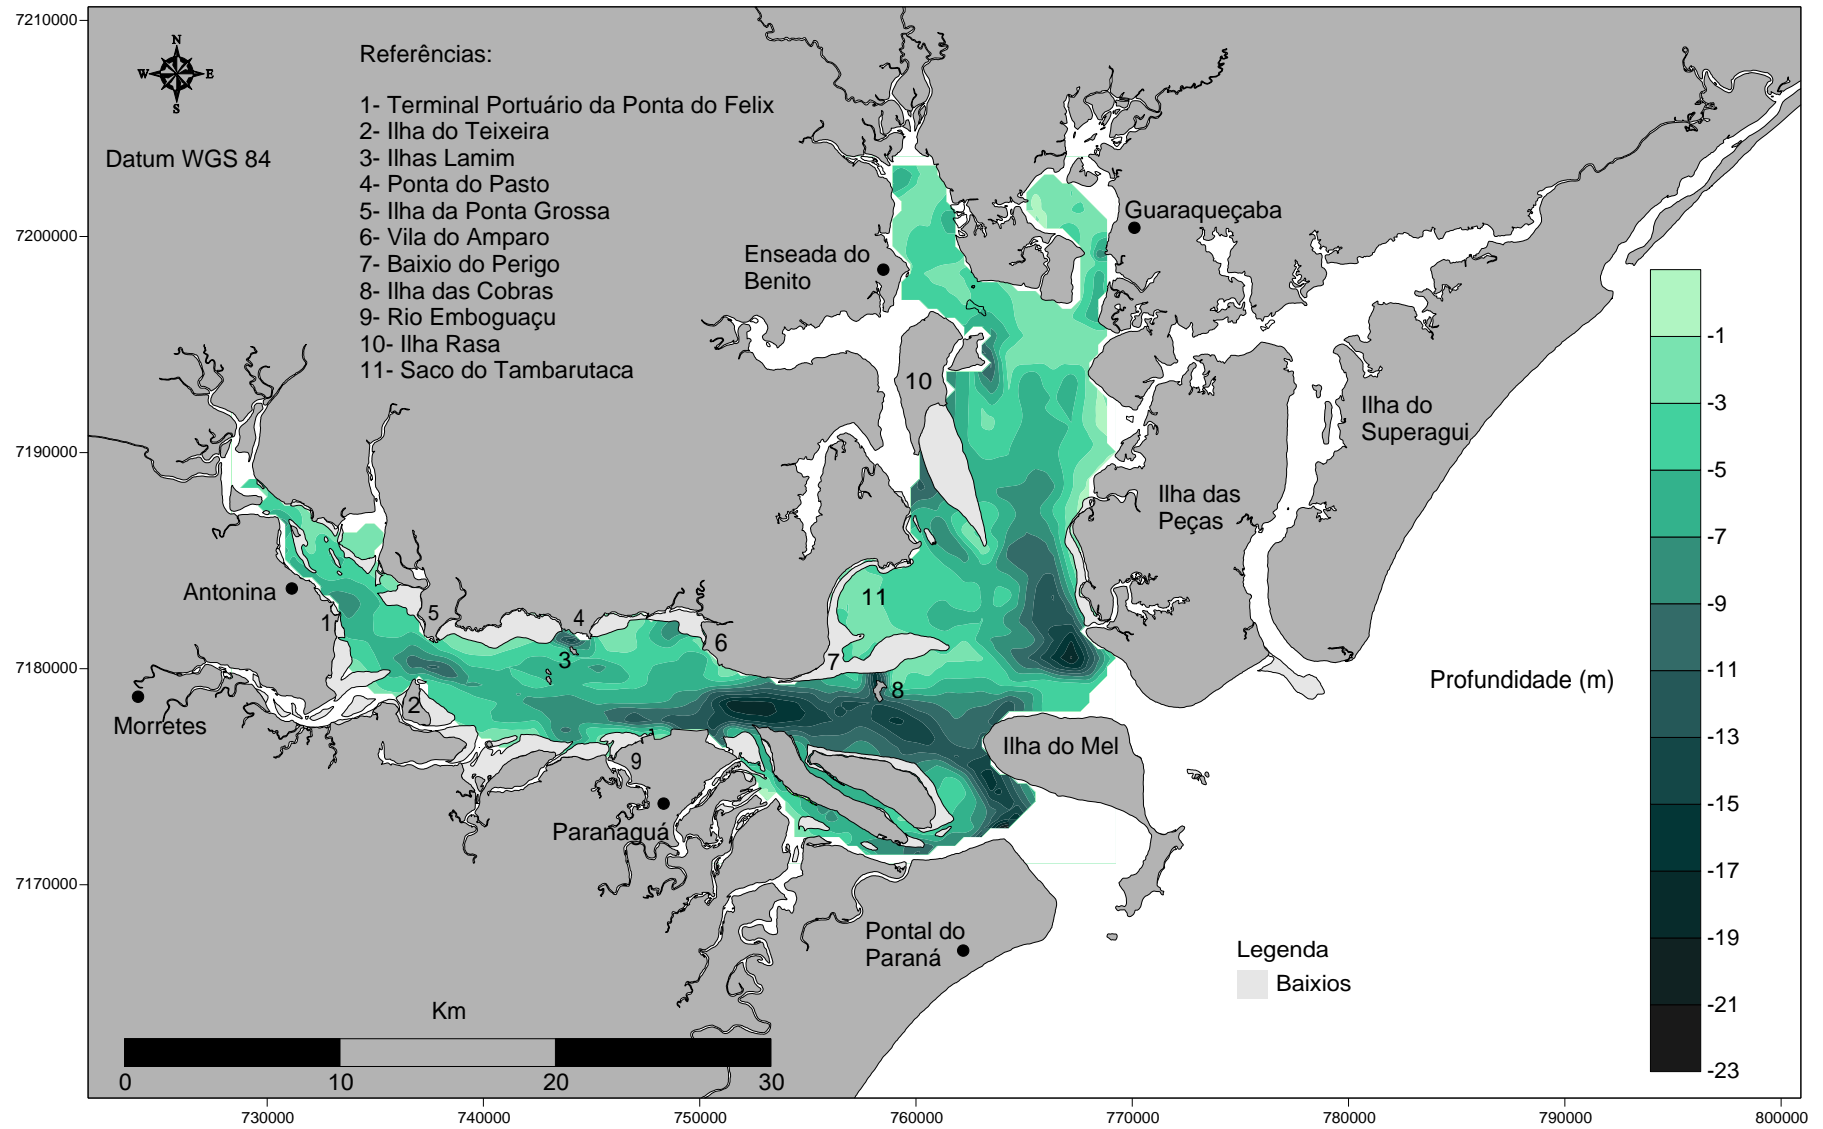 7210000
7200000
7190000
7180000
7170000
N
W
E
S
Datum WGS 84
Referências:
1- Terminal Portuário da Ponta do Felix
2- Ilha do Teixeira
3- Ilhas Lamim
4- Ponta do Pasto
5- Ilha da Ponta Grossa
6- Vila do Amparo
7- Baixio do Perigo
8- Ilha das Cobras
9- Rio Emboguaçu
10- Ilha Rasa
11- Saco do Tambarutaca
Guaraqueçaba
Enseada do
Benito
10
Ilha do
Superagui
Ilha das
Peças
Antonina
1
5
4
11
6
3
7
8
2
9
Morretes
Ilha do Mel
Paranaguá
Pontal do
Paraná
Profundidade (m)
-1
-3
-5
-7
-9
-11
-13
-15
-17
-19
-21
-23
Legenda
Baixios
Km
0
10
20
30
730000
740000
750000
760000
770000
780000
790000
800000